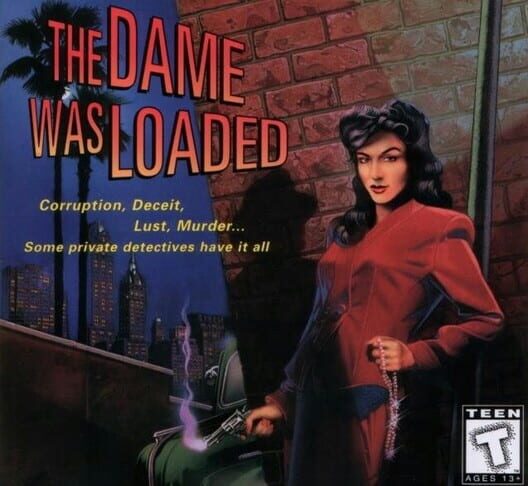 THE DAME
WAS LOADED
Corruption, Deceit,
Lust, Murder...
Some private detectives have it all
TEEN
T
AGES 13+